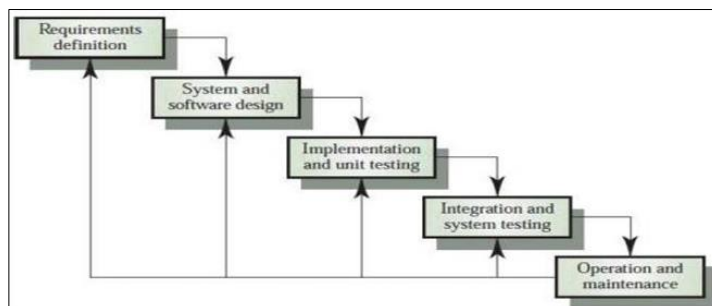 Requirements
definition
System and
software design
Implementation
and unit testing
Integration and
system testing
Operation and
maintenance